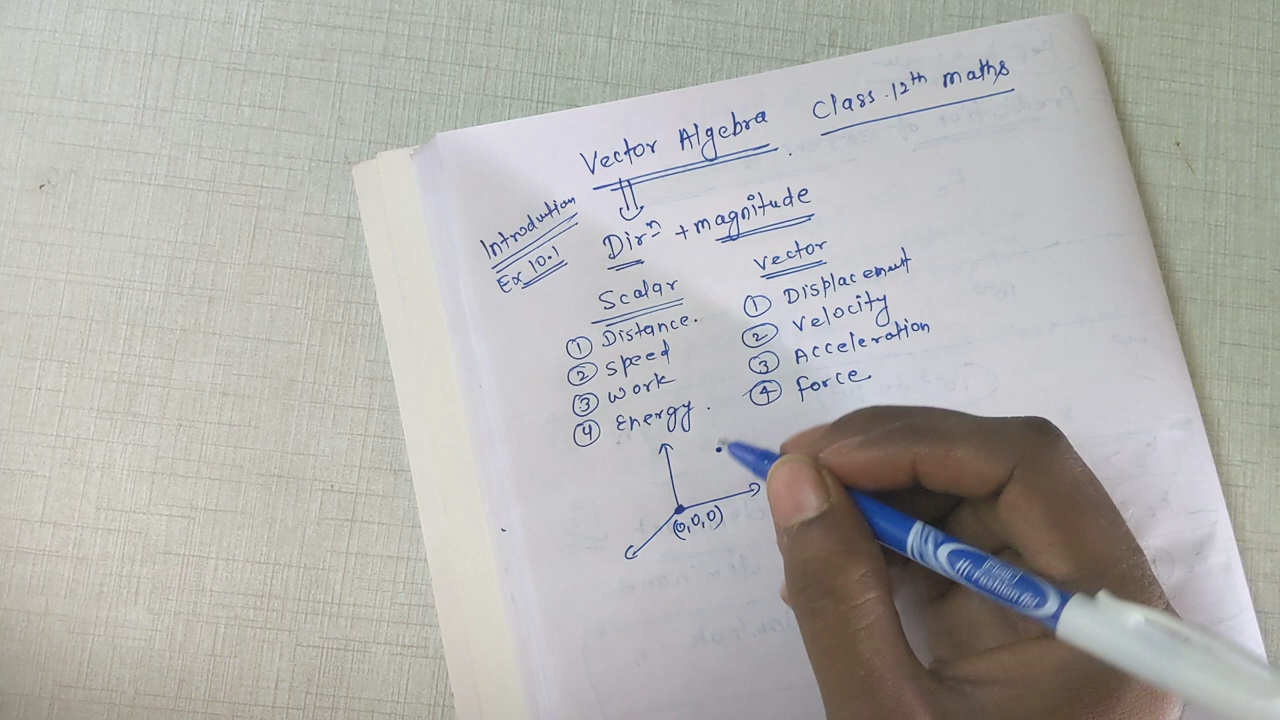 Vector Algebra. Class.12th maths
Introdution
Ex 10.1
Dirⁿ + magnitude
Scalar
① Distance.
② speed
③ work
④ Energy.
vector
① Displacement
② velocity
③ Acceleration
④ force
(0,0,0)